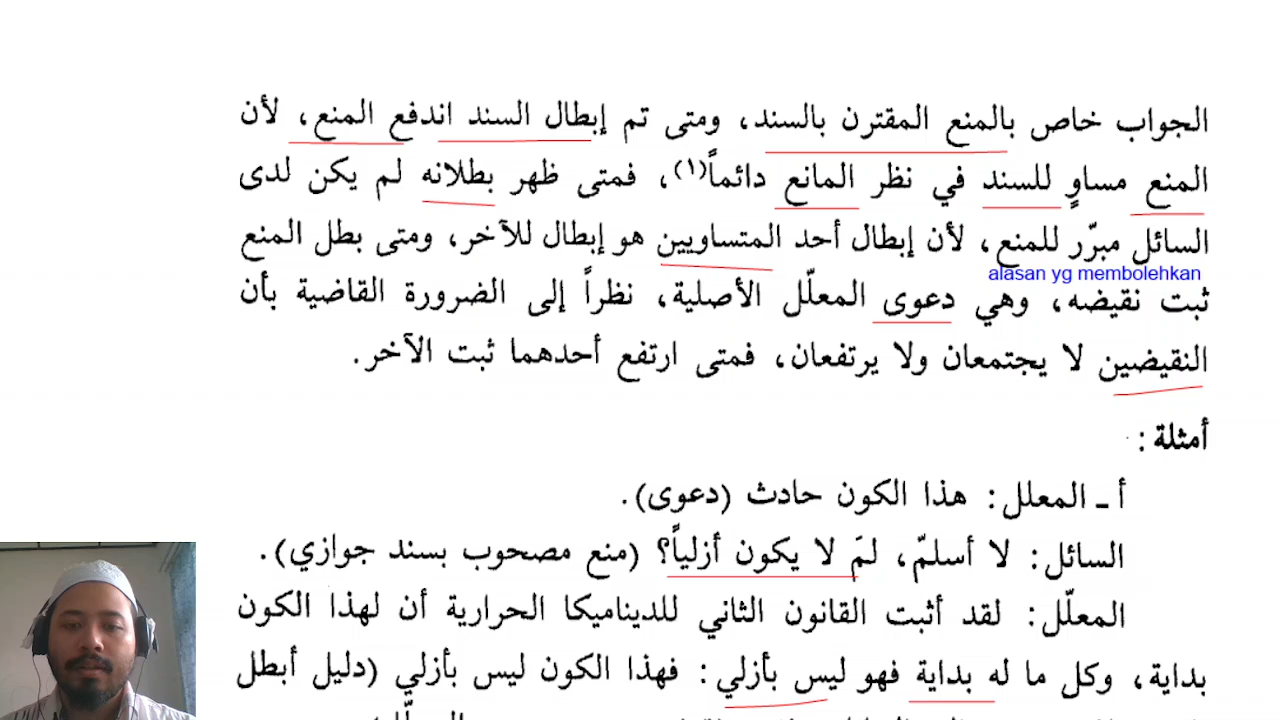 الجواب خاص بالمنع المقترن بالسند، ومتى تم إبطال السند اندفع المنع، لأن
المنع مساوٍ للسند في نظر المانع دائماً(١)، فمتى ظهر بطلانه لم يكن لدى
السائل مبرّر للمنع، لأن إبطال أحد المتساويين هو إبطال للآخر، ومتى بطل المنع
alasan yg membolehkan
ثبت نقيضه، وهي دعوى المعلّل الأصلية، نظراً إلى الضرورة القاضية بأن
النقيضين لا يجتمعان ولا يرتفعان، فمتى ارتفع أحدهما ثبت الآخر.
أمثلة:
أ ـ المعلل: هذا الكون حادث (دعوى).
السائل: لا أسلمّ، لمَ لا يكون أزلياً؟ (منع مصحوب بسند جوازي).
المعلّل: لقد أثبت القانون الثاني للديناميكا الحرارية أن لهذا الكون
بداية، وكل ما له بداية فهو ليس بأزلي: فهذا الكون ليس بأزلي (دليل أبطل